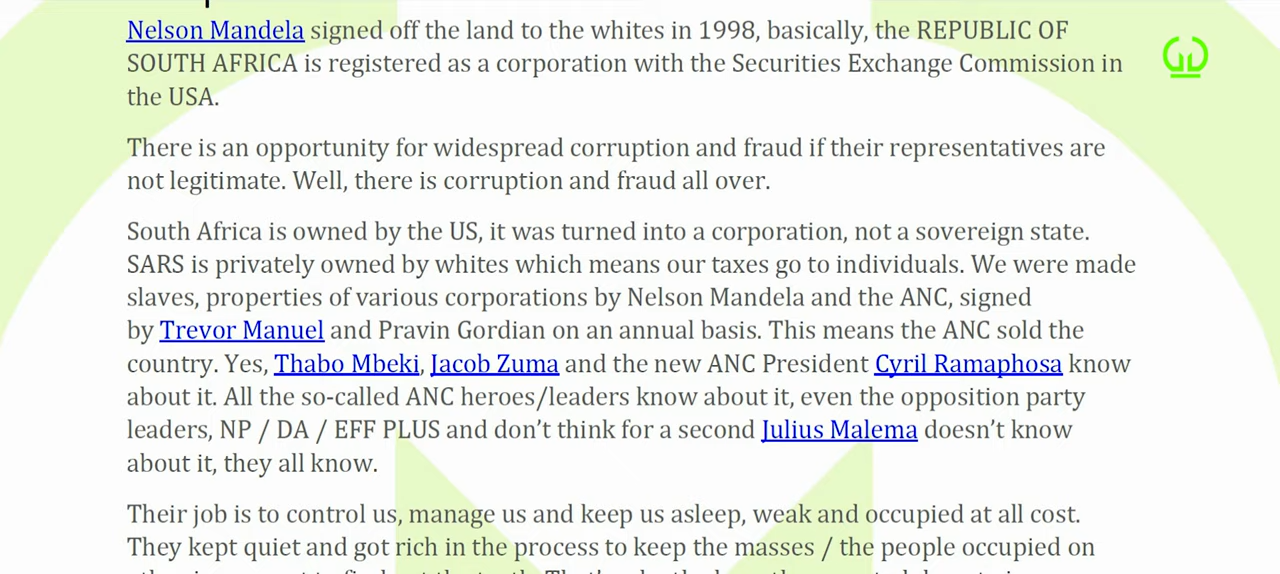 Nelson Mandela signed off the land to the whites in 1998, basically, the REPUBLIC OF
SOUTH AFRICA is registered as a corporation with the Securities Exchange Commission in
the USA.
There is an opportunity for widespread corruption and fraud if their representatives are
not legitimate. Well, there is corruption and fraud all over.
South Africa is owned by the US, it was turned into a corporation, not a sovereign state.
SARS is privately owned by whites which means our taxes go to individuals. We were made
slaves, properties of various corporations by Nelson Mandela and the ANC, signed
by Trevor Manuel and Pravin Gordian on an annual basis. This means the ANC sold the
country. Yes, Thabo Mbeki, Jacob Zuma and the new ANC President Cyril Ramaphosa know
about it. All the so-called ANC heroes/leaders know about it, even the opposition party
leaders, NP / DA / EFF PLUS and don’t think for a second Julius Malema doesn’t know
about it, they all know.
Their job is to control us, manage us and keep us asleep, weak and occupied at all cost.
They kept quiet and got rich in the process to keep the masses / the people occupied on